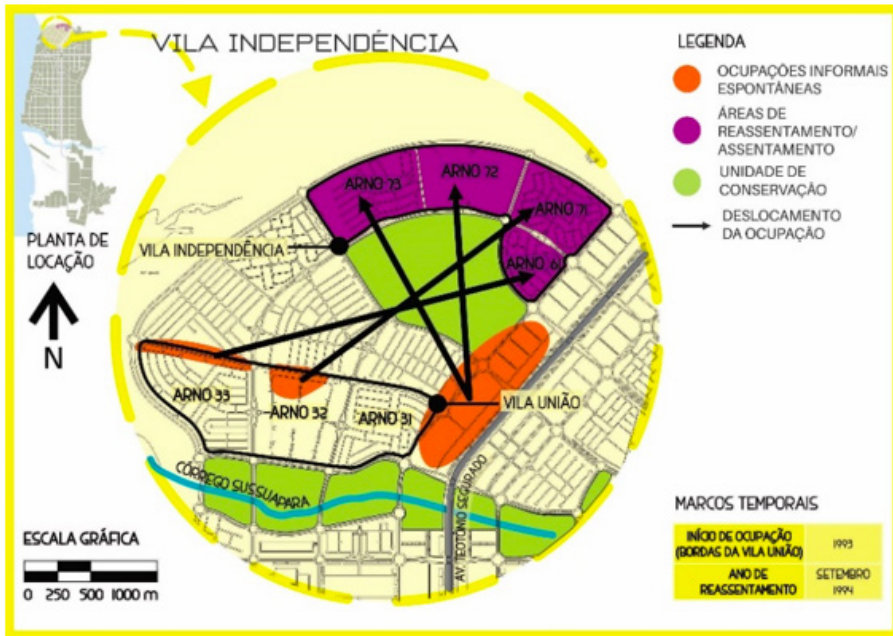 VILA INDEPENDÉNCIA
LEGENDA
OCUPAÇÕES INFORMAIS
ESPONTÂNEAS
ÁREAS DE
REASSENTAMENTO/
ASSENTAMENTO
UNIDADE DE
CONSERVAÇÃO
DESLOCAMENTO
DA OCUPAÇÃO
PLANTA DE
LOCAÇÃO
N
ARNO 73
ARNO 72
ARNO 71
ARNO 61
VILA INDEPENDÊNCIA
ARNO 33
ARNO 32
ARNO 31
VILA UNIÃO
CÓRREGO SUSSUAPARA
AV. TEOTÔNIO SEGURADO
ESCALA GRÁFICA
0 250 500 1000 m
MARCOS TEMPORAIS
INÍCIO DE OCUPAÇÃO
(BORDAS DA VILA UNIÃO)
1993
ANO DE
REASSENTAMENTO
SETEMBRO
1994